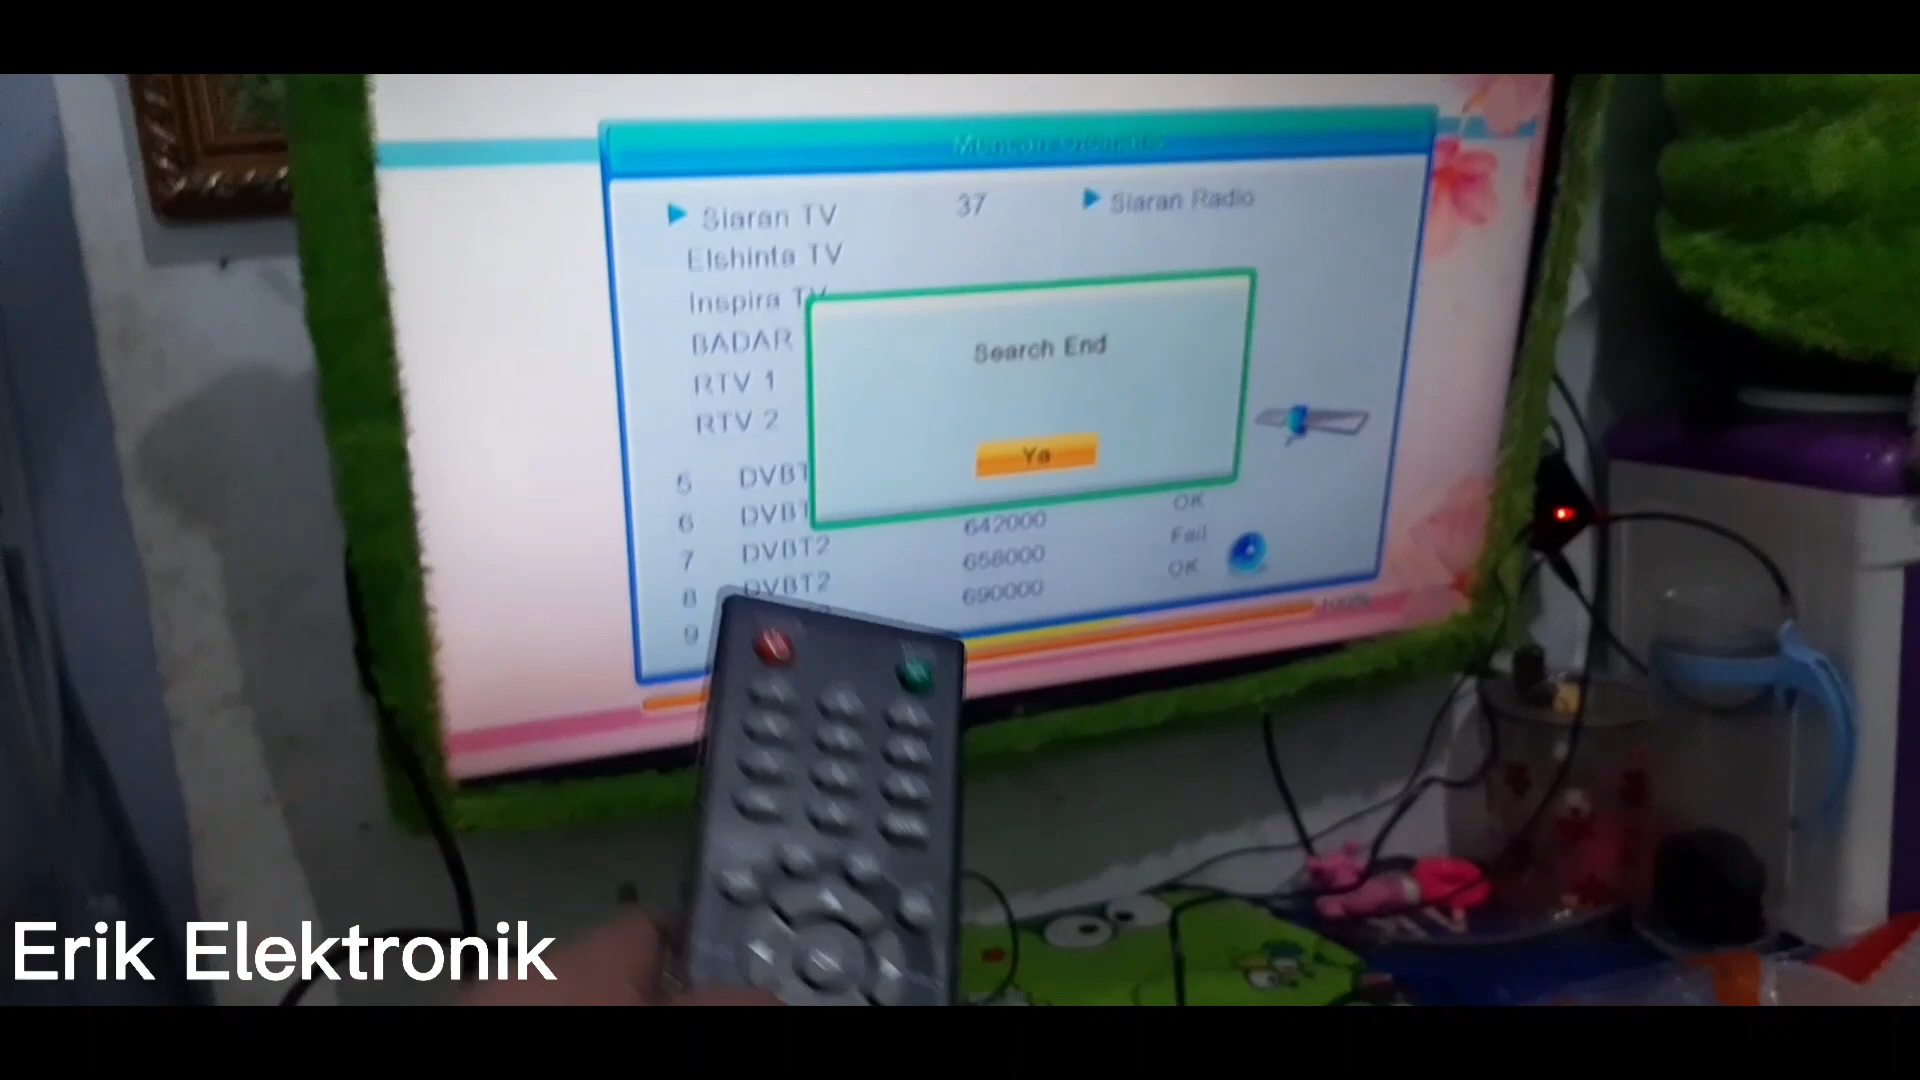 Siaran TV 37 Siaran Radio
Elshinta TV
Inspira TV
BADAR
RTV 1
RTV 2
Search End
Ya
5 DVBT
6 DVBT 642000 OK
7 DVBT2 658000 Fail
8 DVBT2 690000 OK
9
100%
Erik Elektronik